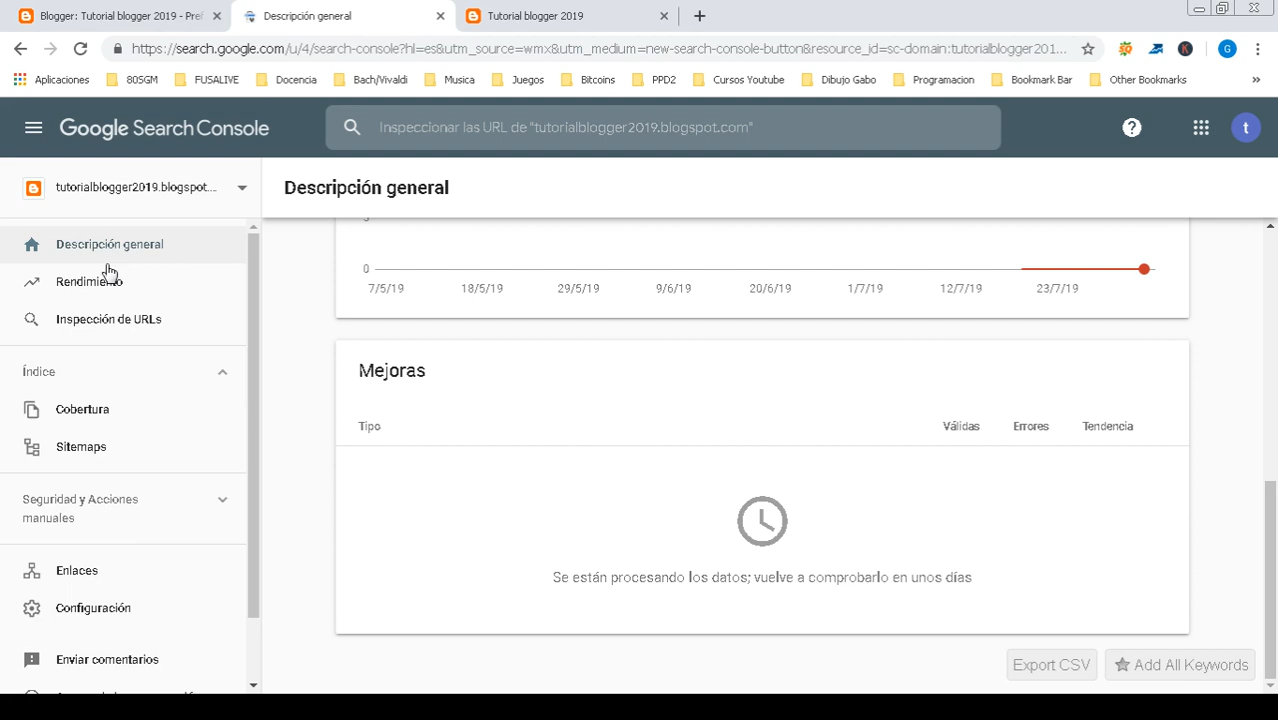 Blogger: Tutorial blogger 2019 - Pref
Descripción general
Tutorial blogger 2019
https://search.google.com/u/4/search-console?hl=es&utm_source=wmx&utm_medium=new-search-console-button&resource_id=sc-domain:tutorialblogger201...
G
Aplicaciones
80SGM
FUSALIVE
Docencia
Bach/Vivaldi
Musica
Juegos
Bitcoins
PPD2
Cursos Youtube
Dibujo Gabo
Programacion
Bookmark Bar
Other Bookmarks
»
Google Search Console
Inspeccionar las URL de "tutorialblogger2019.blogspot.com"
t
tutorialblogger2019.blogspot...
Descripción general
Descripción general
Rendimiento
Inspección de URLs
Índice
Cobertura
Sitemaps
Seguridad y Acciones
manuales
Enlaces
Configuración
Enviar comentarios
0
7/5/19
18/5/19
29/5/19
9/6/19
20/6/19
1/7/19
12/7/19
23/7/19
Mejoras
Tipo
Válidas
Errores
Tendencia
Se están procesando los datos; vuelve a comprobarlo en unos días
Export CSV
Add All Keywords